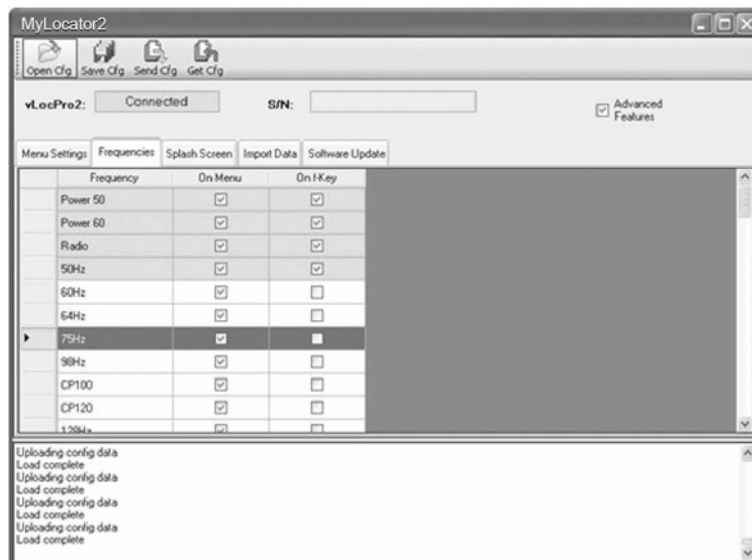 MyLocator2
Open Cfg Save Cfg Send Cfg Get Cfg
vLocPro2: Connected S/N: Advanced Features
Menu Settings Frequencies Splash Screen Import Data Software Update
Frequency On Menu On f-Key
Power 50
Power 60
Radio
50Hz
60Hz
64Hz
75Hz
98Hz
CP100
CP120
128Hz
Uploading config data
Load complete
Uploading config data
Load complete
Uploading config data
Load complete
Uploading config data
Load complete